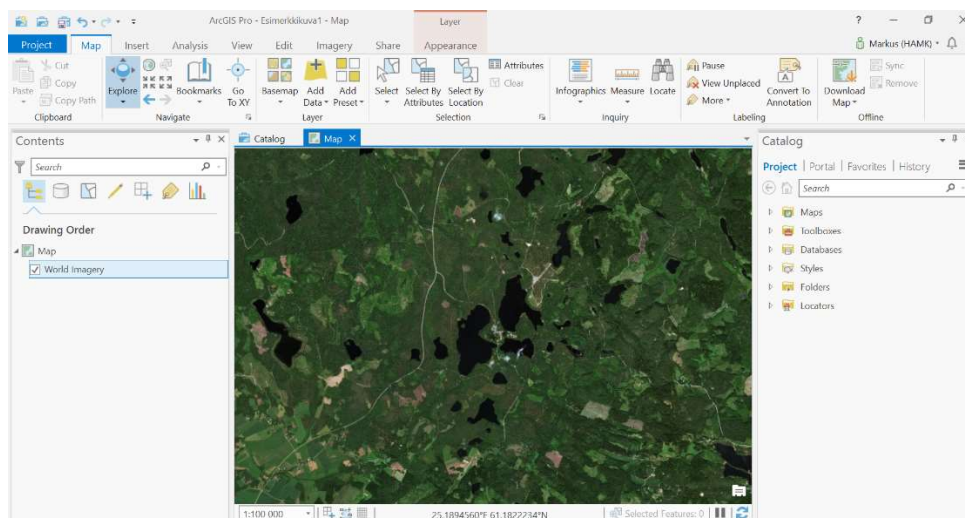 ArcGIS Pro - Esimerkkikuva1 - Map
Layer
?
Project Map Insert Analysis View Edit Imagery Share Appearance
Markus (HAMK)
Paste
Cut
Copy
Copy Path
Clipboard
Explore
Bookmarks
Go To XY
Navigate
Basemap
Add Data
Add Preset
Layer
Select
Select By Attributes
Select By Location
Attributes
Clear
Selection
Infographics
Measure
Locate
Inquiry
Pause
View Unplaced
More
Convert To Annotation
Labeling
Download Map
Sync
Remove
Offline
Contents
Search
Drawing Order
Map
World Imagery
Catalog Map
1:100 000
25.1894560°E 61.1822234°N
Selected Features: 0
Catalog
Project Portal Favorites History
Search
Maps
Toolboxes
Databases
Styles
Folders
Locators